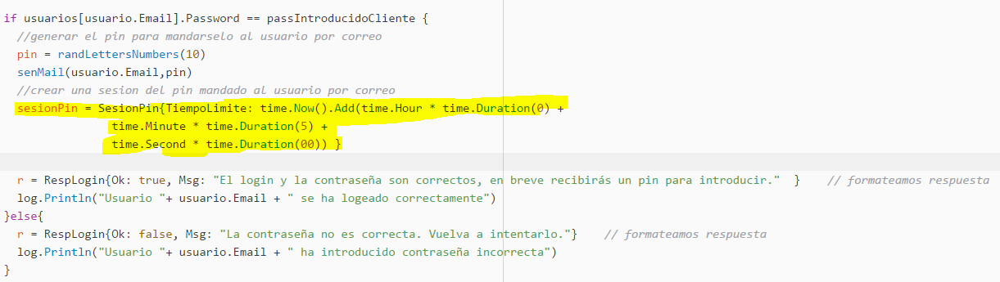 if usuarios[usuario.Email].Password == passIntroducidoCliente {
//generar el pin para mandarselo al usuario por correo
pin = randLettersNumbers(10)
senMail(usuario.Email,pin)
//crear una sesion del pin mandado al usuario por correo
sesionPin = SesionPin{TiempoLimite: time.Now().Add(time.Hour * time.Duration(0) +
time.Minute * time.Duration(5) +
time.Second * time.Duration(00)) }
r = RespLogin{Ok: true, Msg: "El login y la contraseña son correctos, en breve recibirás un pin para introducir."  }    // formateamos respuesta
log.Println("Usuario "+ usuario.Email + " se ha logeado correctamente")
}else{
r = RespLogin{Ok: false, Msg: "La contraseña no es correcta. Vuelva a intentarlo."}    // formateamos respuesta
log.Println("Usuario "+ usuario.Email + " ha introducido contraseña incorrecta")
}